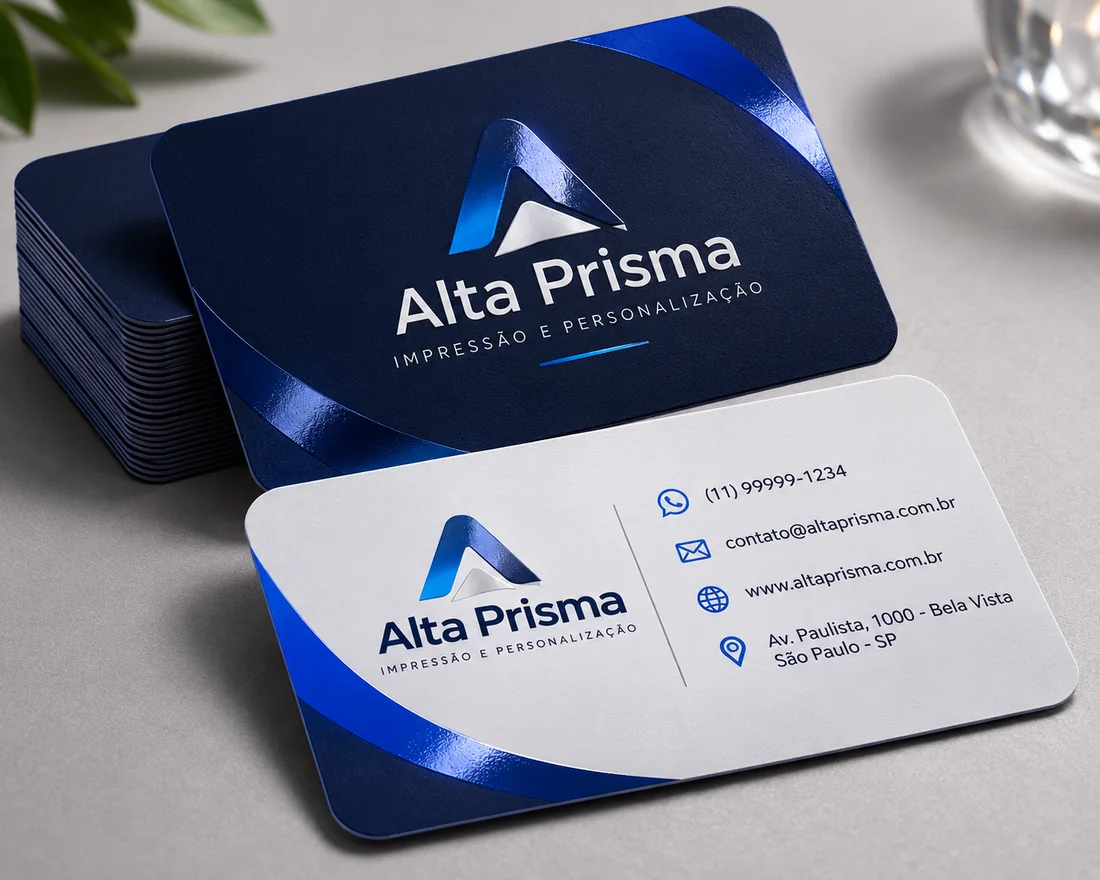 Alta Prisma
IMPRESSÃO E PERSONALIZAÇÃO
Alta Prisma
IMPRESSÃO E PERSONALIZAÇÃO
(11) 99999-1234
contato@altaprisma.com.br
www.altaprisma.com.br
Av. Paulista, 1000 - Bela Vista
São Paulo - SP